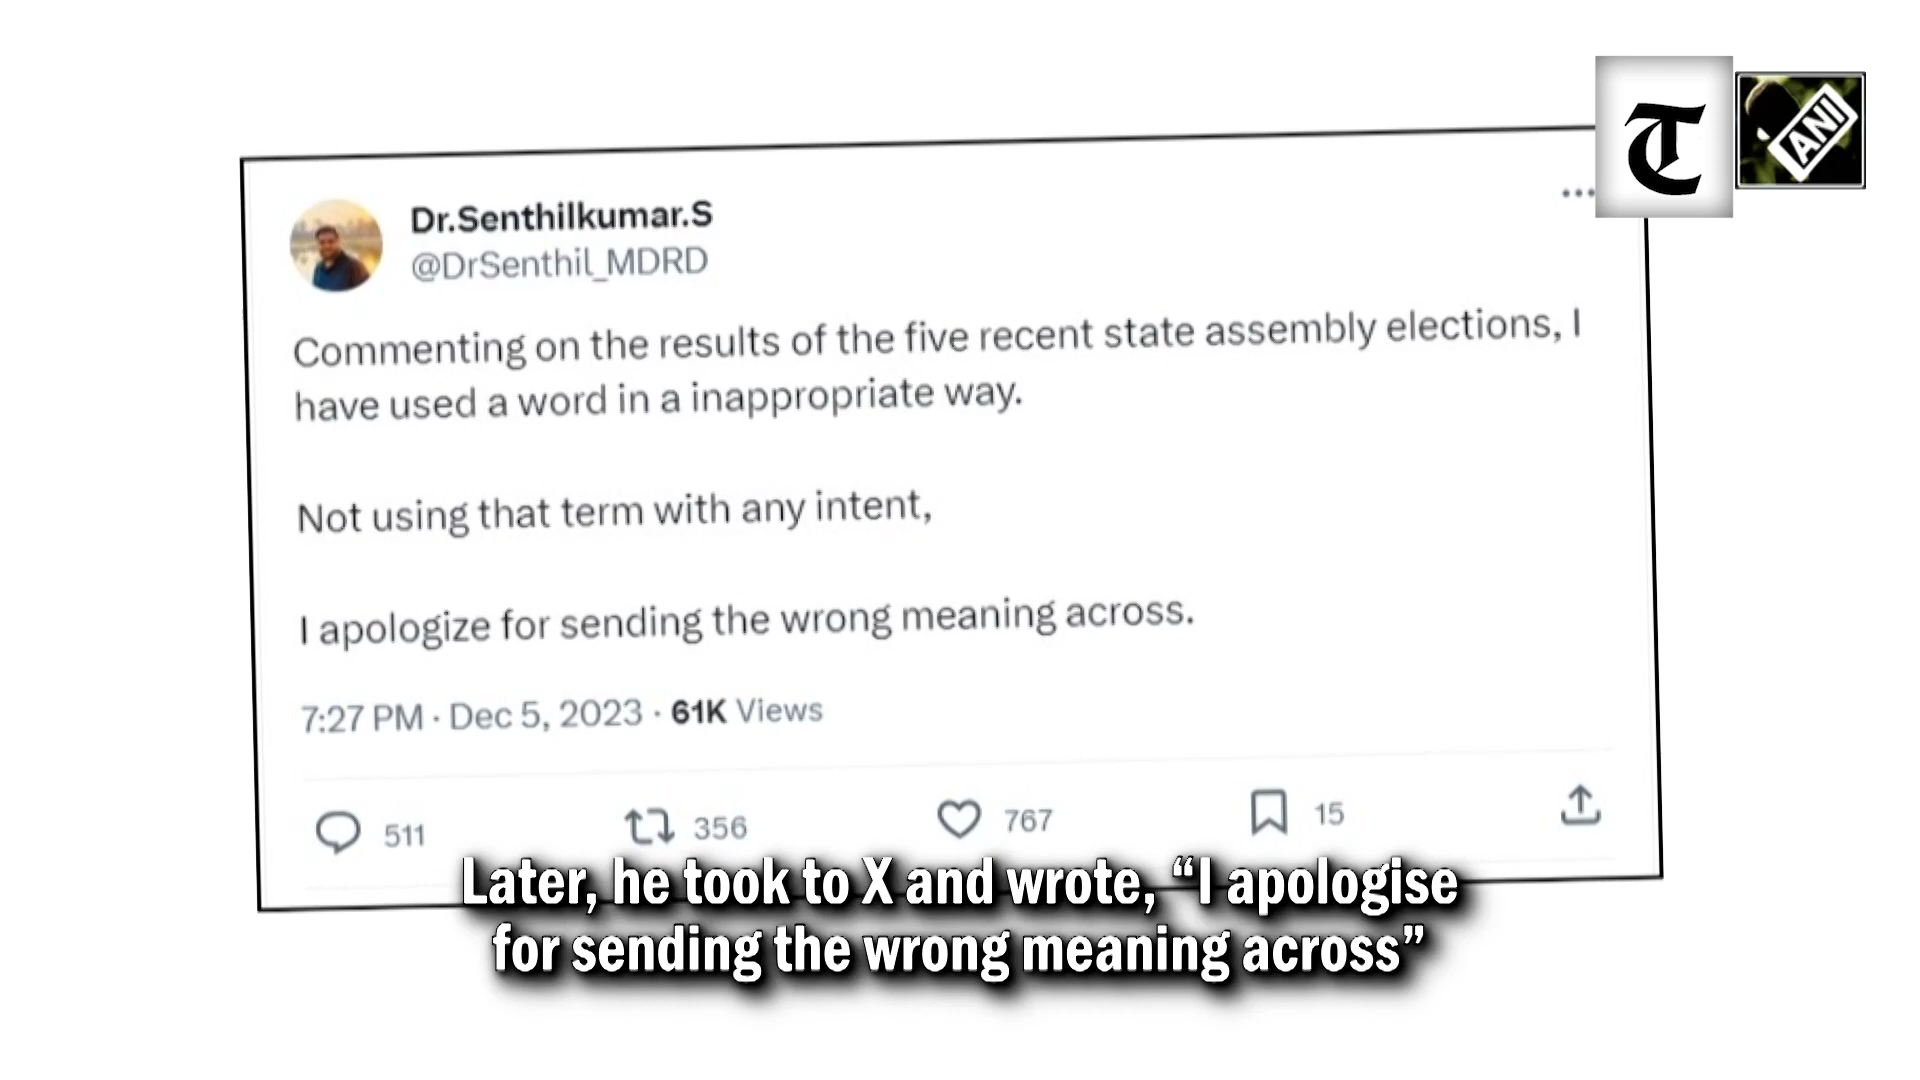 T
ANI
Dr.Senthilkumar.S
@DrSenthil_MDRD
Commenting on the results of the five recent state assembly elections, I
have used a word in a inappropriate way.
Not using that term with any intent,
I apologize for sending the wrong meaning across.
7:27 PM · Dec 5, 2023 · 61K Views
511 356 767 15
Later, he took to X and wrote, “I apologise
for sending the wrong meaning across”